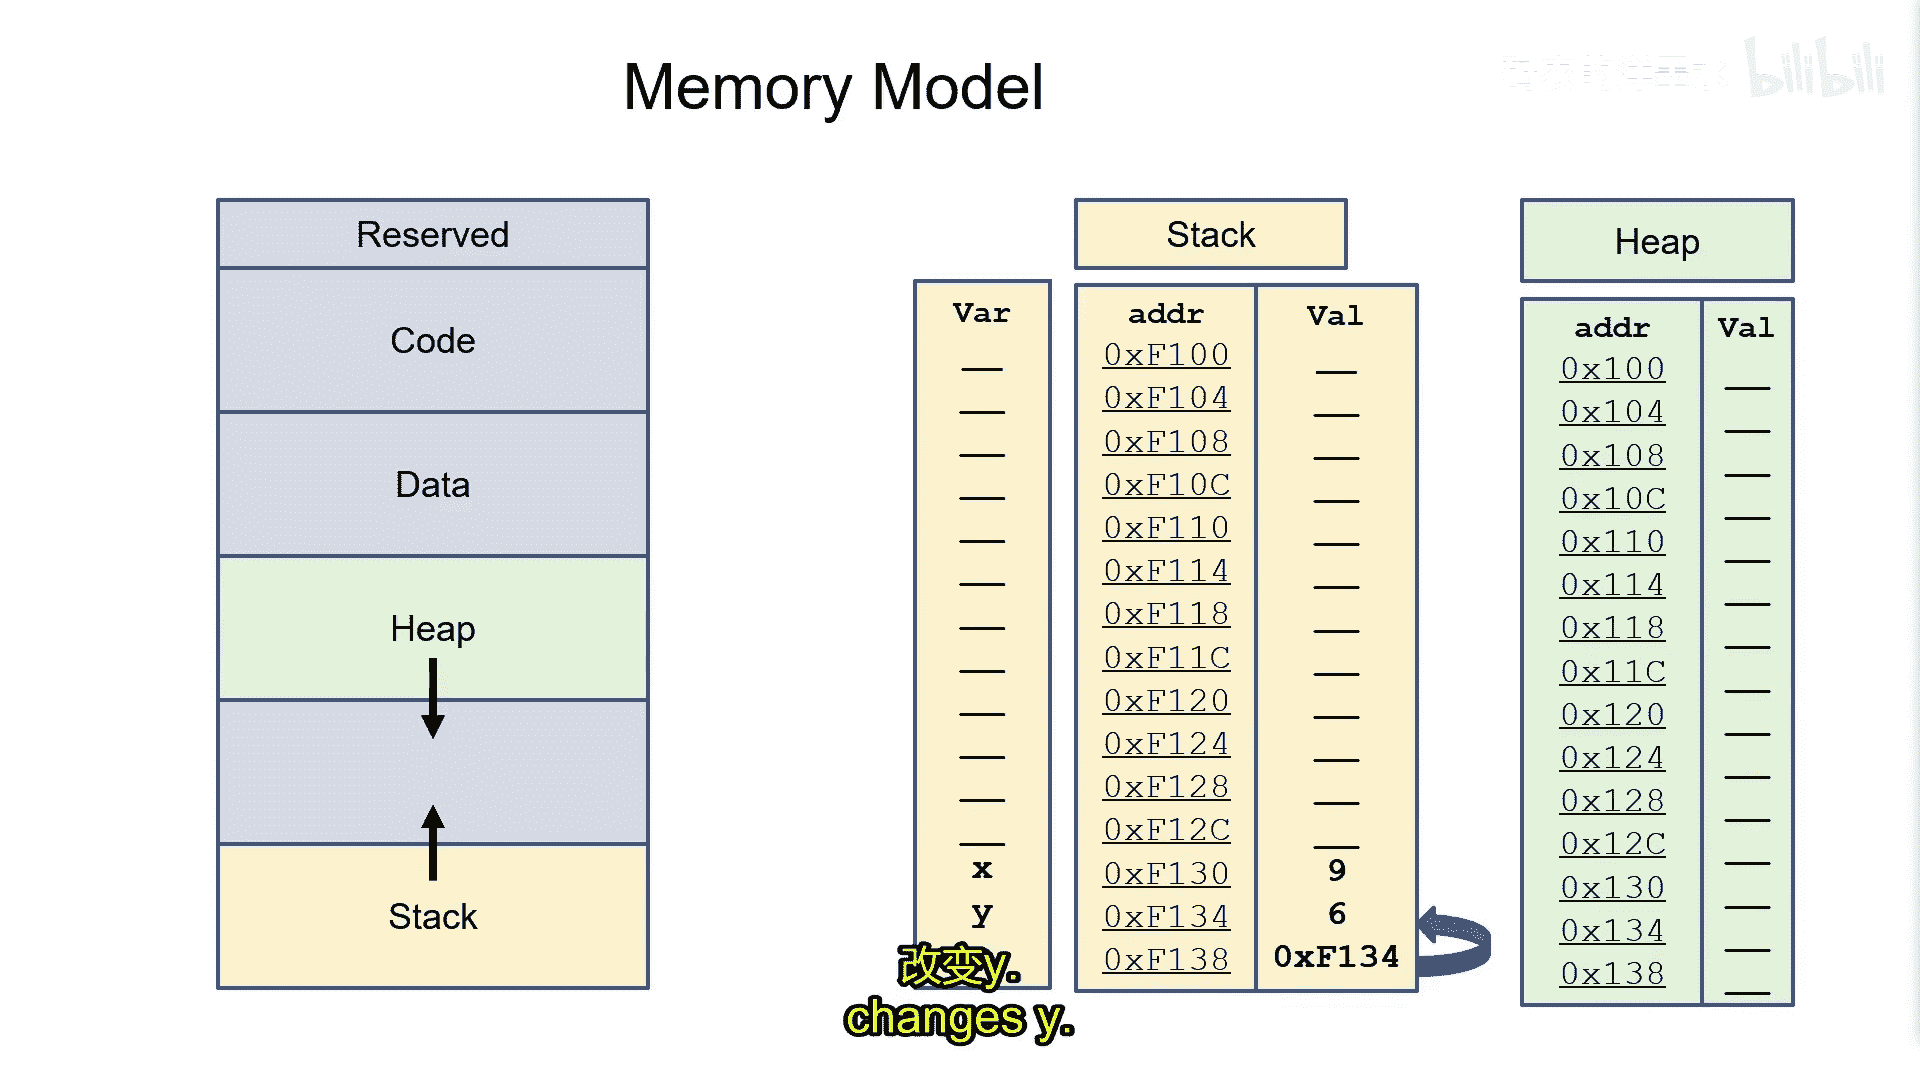 Memory Model
bilibili
Reserved
Code
Data
Heap
Stack
Stack
Var addr Val
0xF100
0xF104
0xF108
0xF10C
0xF110
0xF114
0xF118
0xF11C
0xF120
0xF124
0xF128
0xF12C
x 0xF130 9
y 0xF134 6
0xF138 0xF134
Heap
addr Val
0x100
0x104
0x108
0x10C
0x110
0x114
0x118
0x11C
0x120
0x124
0x128
0x12C
0x130
0x134
0x138
改变y.
changes y.